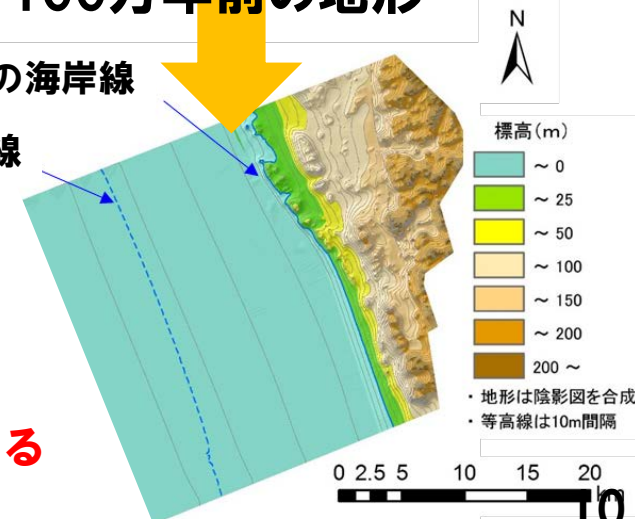 100万年前の地形
の海岸線
線
る
N
標高(m)
~ 0
~ 25
~ 50
~ 100
~ 150
~ 200
200 ~
・地形は陰影図を合成
・等高線は10m間隔
0 2.5 5 10 15 20
km
10